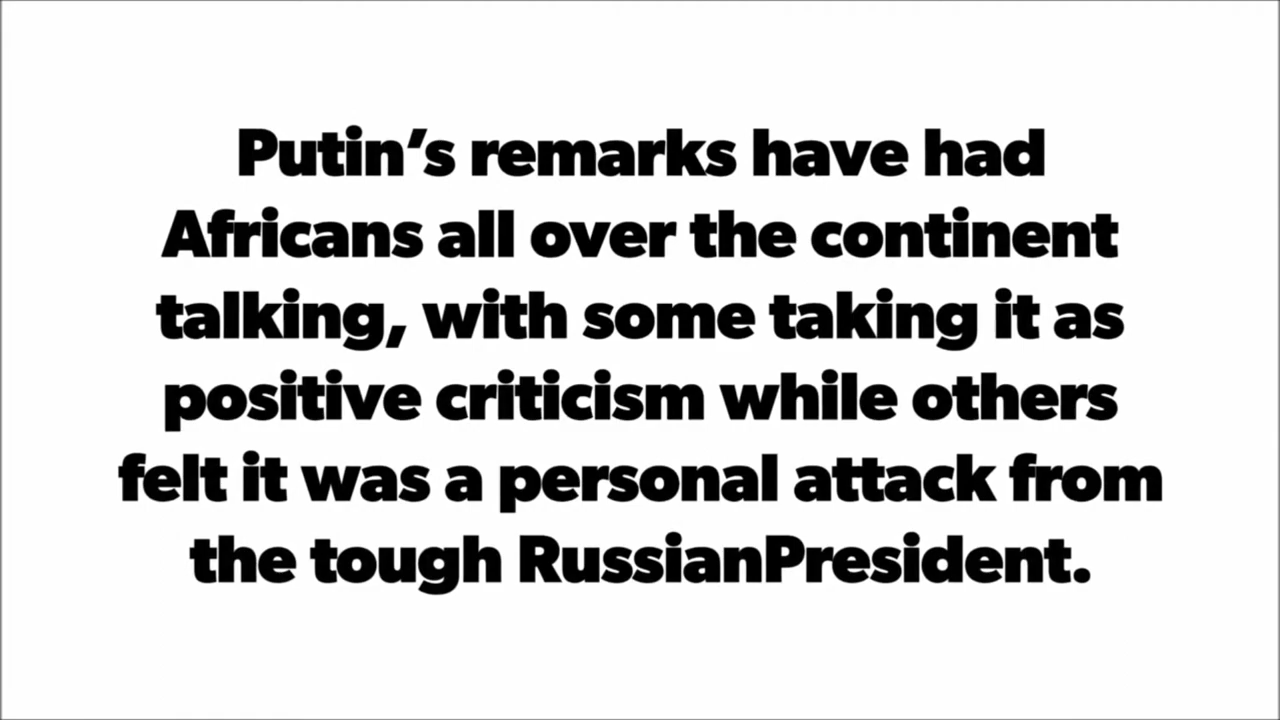 Putin’s remarks have had
Africans all over the continent
talking, with some taking it as
positive criticism while others
felt it was a personal attack from
the tough RussianPresident.